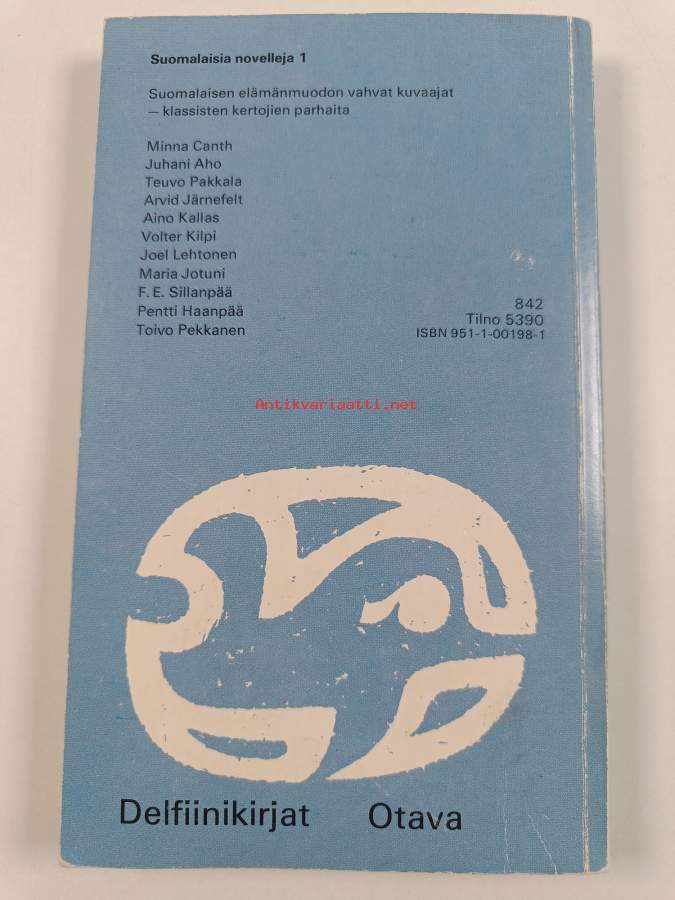 Suomalaisia novelleja 1
Suomalaisen elämänmuodon vahvat kuvaajat
– klassisten kertojien parhaita
Minna Canth
Juhani Aho
Teuvo Pakkala
Arvid Järnefelt
Aino Kallas
Volter Kilpi
Joel Lehtonen
Maria Jotuni
F. E. Sillanpää
Pentti Haanpää
Toivo Pekkanen
842
Tilno 5390
ISBN 951-1-00198-1
Antikvariaatti.net
Delfiinikirjat Otava